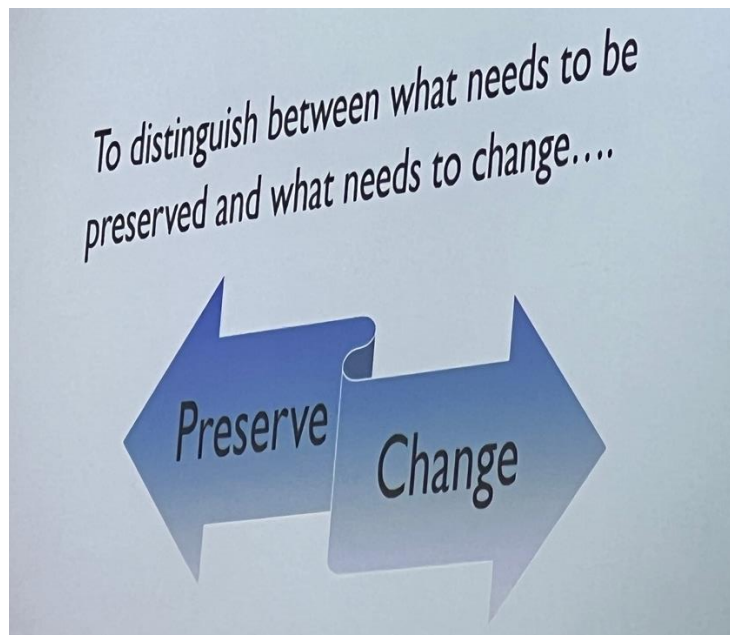 To distinguish between what needs to be
preserved and what needs to change....
Preserve
Change